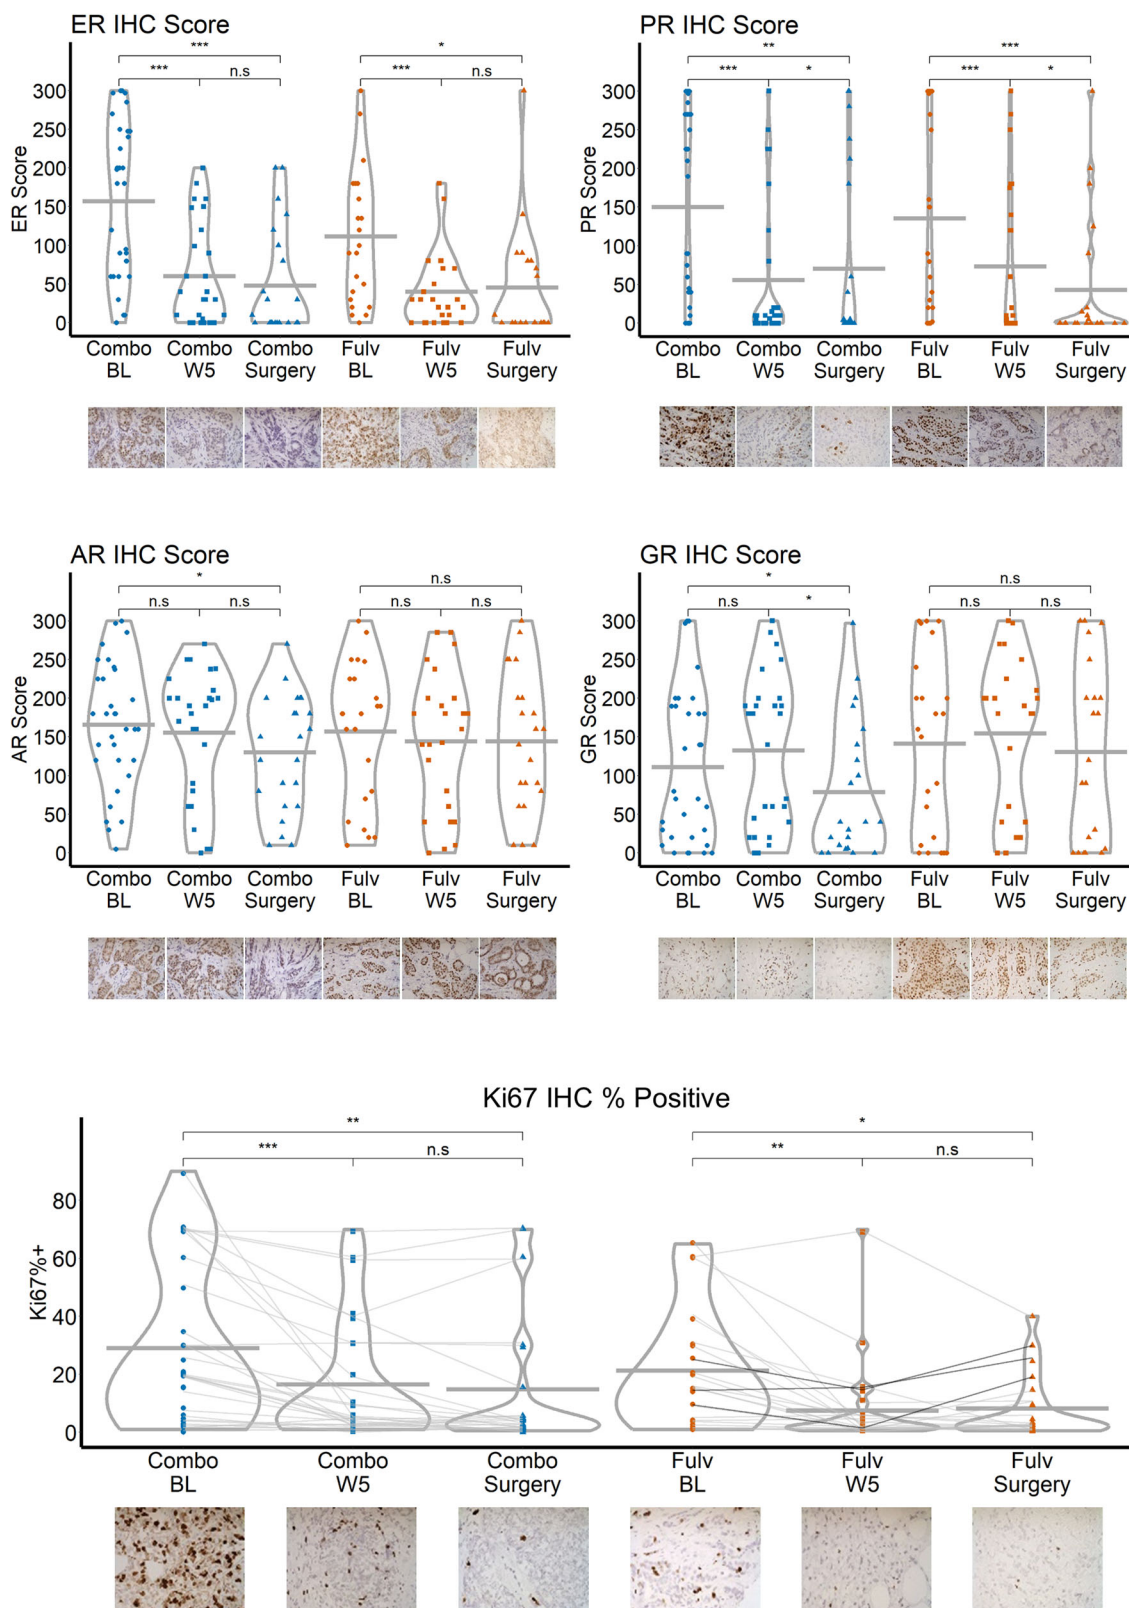 ER IHC Score
*** *
*** n.s *** n.s
ER Score
300
250
200
150
100
50
0
Combo BL
Combo W5
Combo Surgery
Fulv BL
Fulv W5
Fulv Surgery
PR IHC Score
** ***
*** * *** *
PR Score
300
250
200
150
100
50
0
Combo BL
Combo W5
Combo Surgery
Fulv BL
Fulv W5
Fulv Surgery
AR IHC Score
* n.s
n.s n.s n.s n.s
AR Score
300
250
200
150
100
50
0
Combo BL
Combo W5
Combo Surgery
Fulv BL
Fulv W5
Fulv Surgery
GR IHC Score
* n.s
n.s * n.s n.s
GR Score
300
250
200
150
100
50
0
Combo BL
Combo W5
Combo Surgery
Fulv BL
Fulv W5
Fulv Surgery
Ki67 IHC % Positive
** *
*** n.s ** n.s
Ki67%+
80
60
40
20
0
Combo BL
Combo W5
Combo Surgery
Fulv BL
Fulv W5
Fulv Surgery